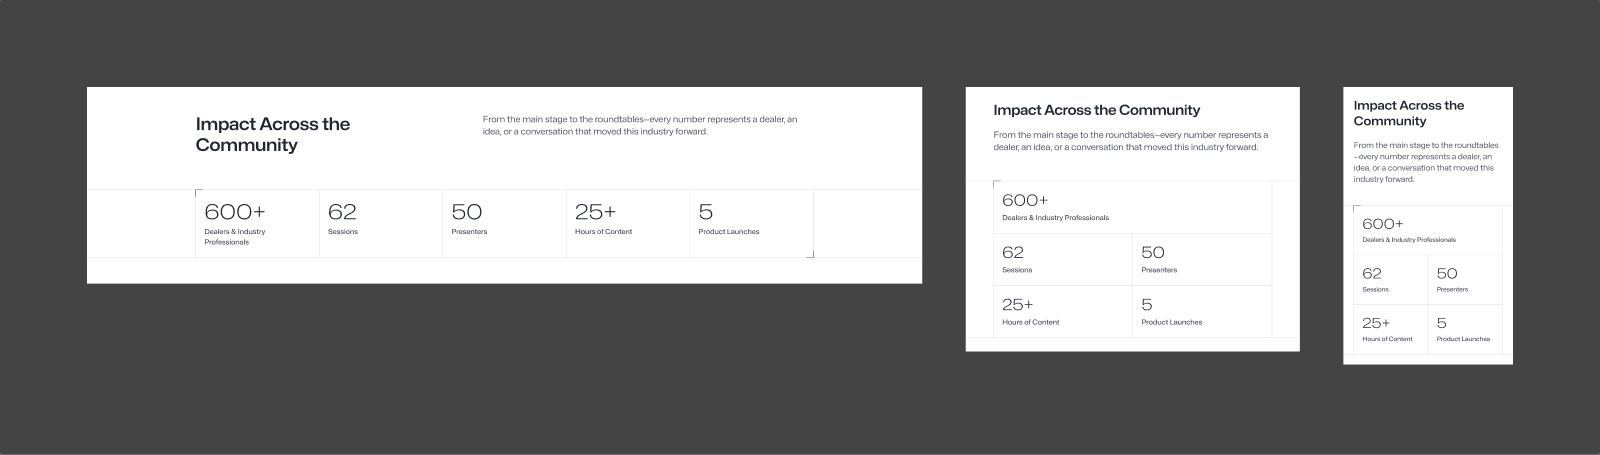 Impact Across the
Community
From the main stage to the roundtables—every number represents a dealer, an
idea, or a conversation that moved this industry forward.
600+
Dealers & Industry
Professionals
62
Sessions
50
Presenters
25+
Hours of Content
5
Product Launches
Impact Across the Community
From the main stage to the roundtables—every number represents a
dealer, an idea, or a conversation that moved this industry forward.
600+
Dealers & Industry Professionals
62
Sessions
50
Presenters
25+
Hours of Content
5
Product Launches
Impact Across the
Community
From the main stage to the roundtables
—every number represents a dealer, an
idea, or a conversation that moved this
industry forward.
600+
Dealers & Industry Professionals
62
Sessions
50
Presenters
25+
Hours of Content
5
Product Launches